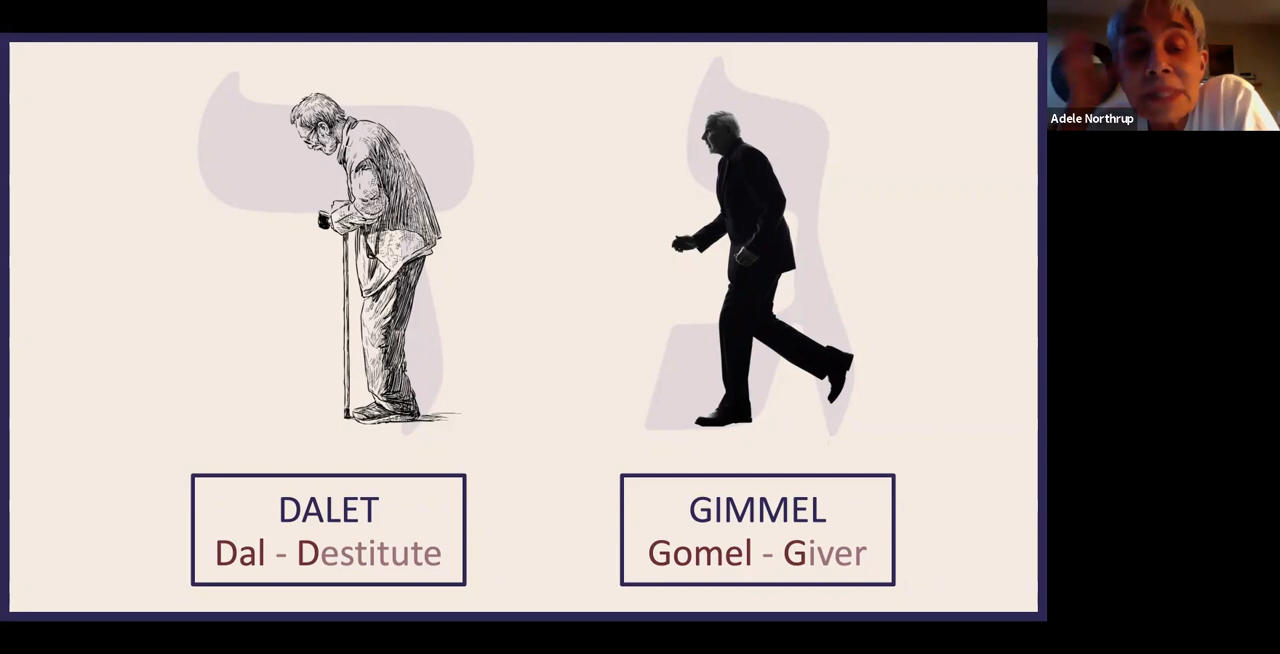 ד
ג
DALET
Dal - Destitute
GIMMEL
Gomel - Giver
Adele Northrup